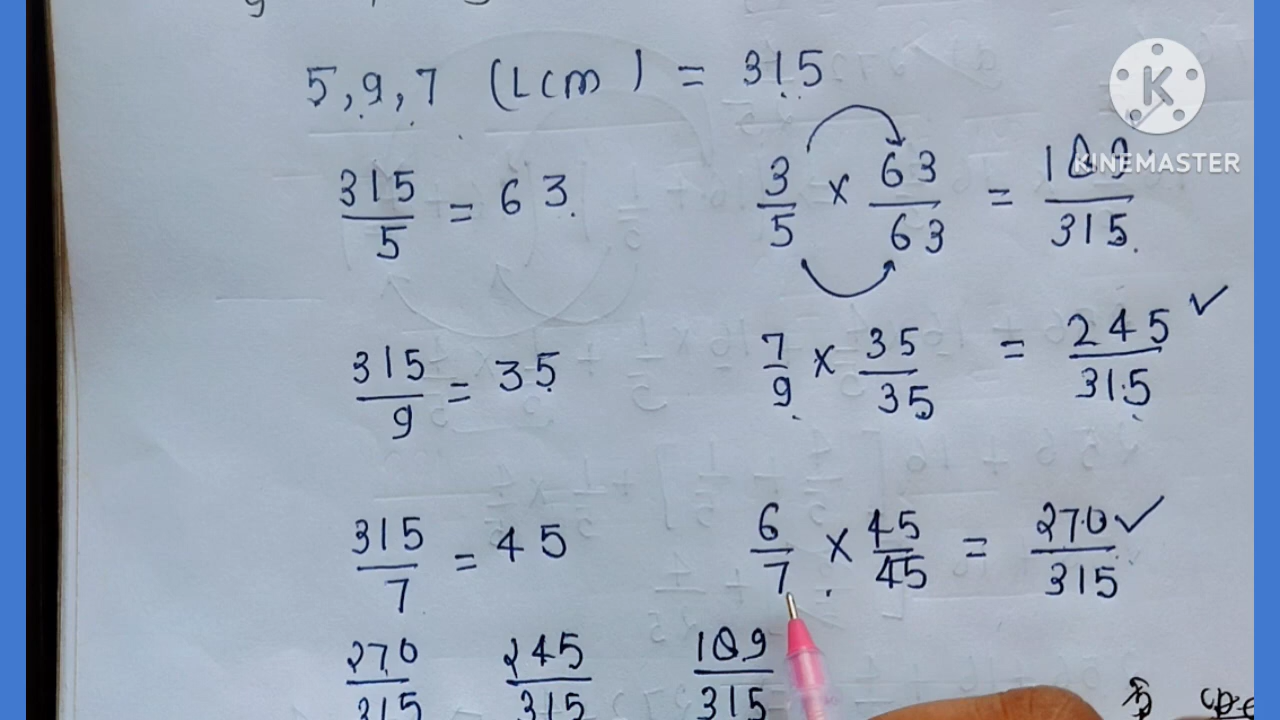 5, 9, 7 (Lcm) = 315
315/5 = 63 3/5 × 63/63 = 189/315
KINEMASTER
315/9 = 35 7/9 × 35/35 = 245/315 ✓
315/7 = 45 6/7 × 45/45 = 270/315 ✓
270/315 245/315 189/315